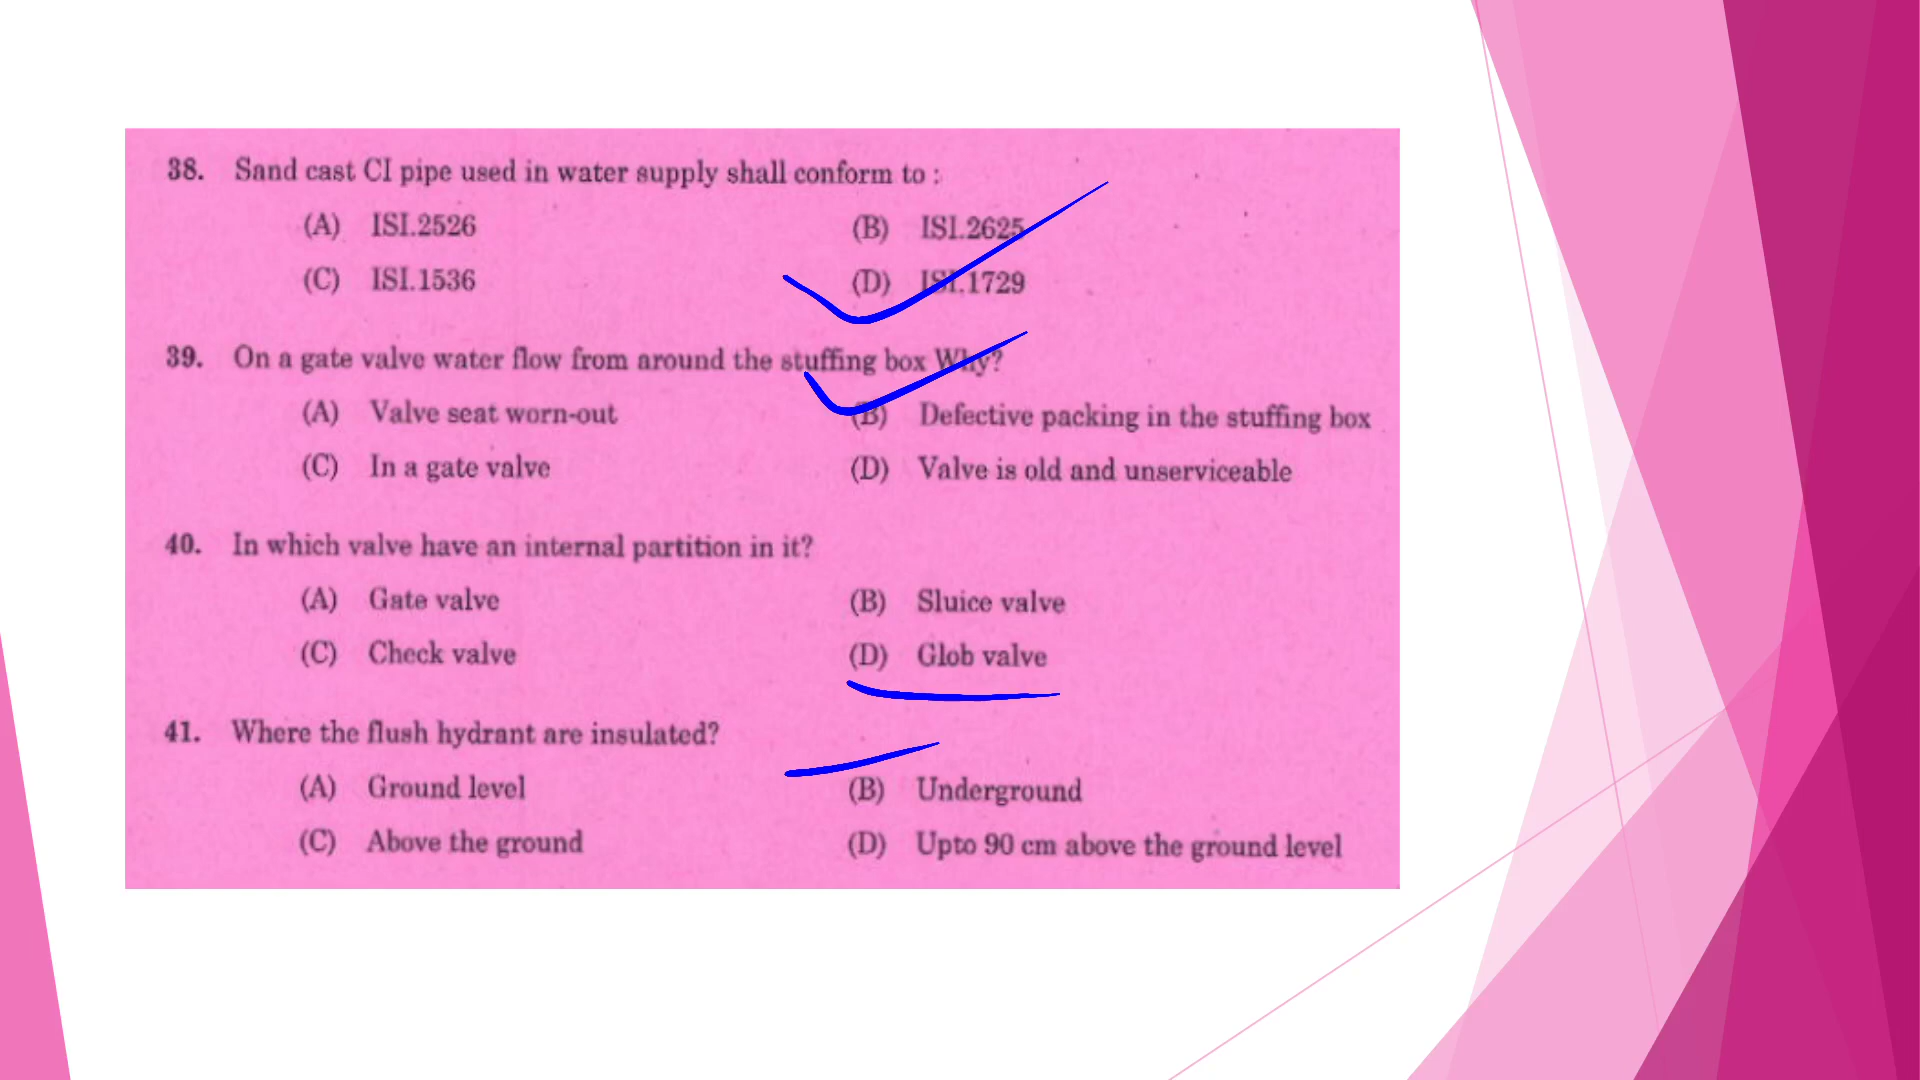 38. Sand cast CI pipe used in water supply shall conform to :
(A) ISI.2526 (B) ISI.2625
(C) ISI.1536 (D) ISI.1729
39. On a gate valve water flow from around the stuffing box Why?
(A) Valve seat worn-out (B) Defective packing in the stuffing box
(C) In a gate valve (D) Valve is old and unserviceable
40. In which valve have an internal partition in it?
(A) Gate valve (B) Sluice valve
(C) Check valve (D) Glob valve
41. Where the flush hydrant are insulated?
(A) Ground level (B) Underground
(C) Above the ground (D) Upto 90 cm above the ground level